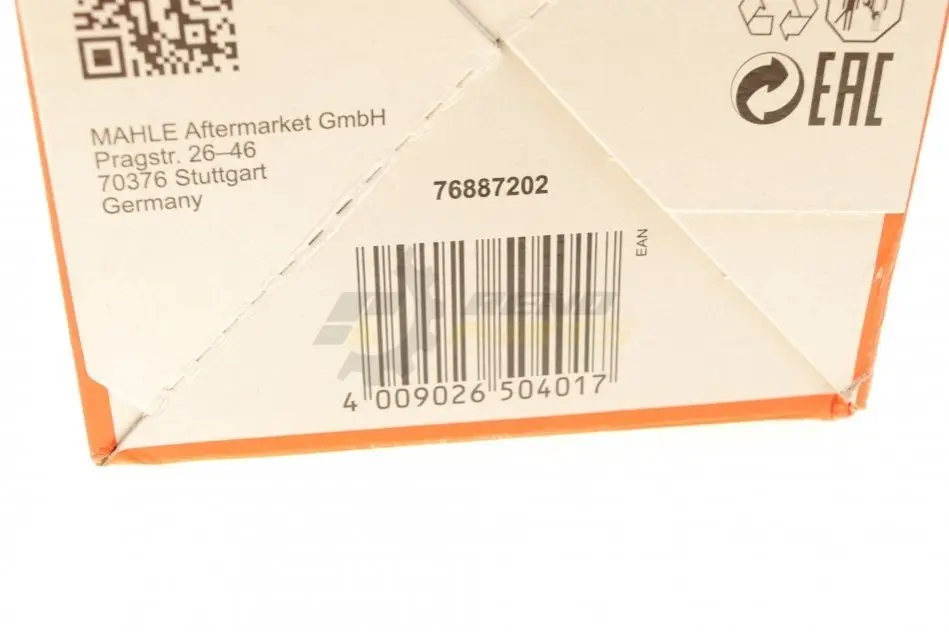 MAHLE Aftermarket GmbH
Pragstr. 26–46
70376 Stuttgart
Germany
EAC
76887202
EAN
4 009026 504017